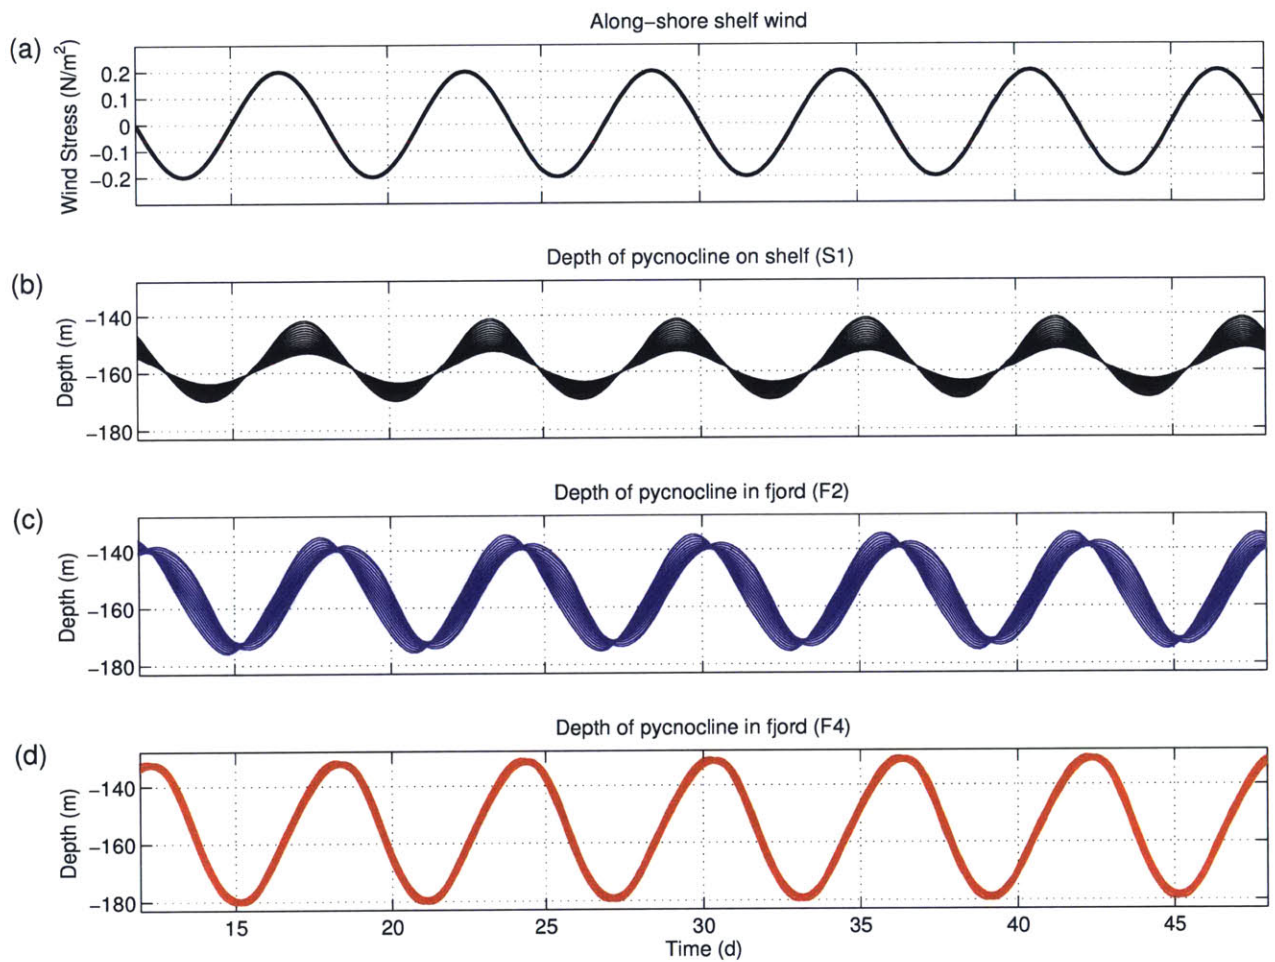 Along−shore shelf wind
(a)
Wind Stress (N/m²)
0.2
0.1
0
−0.1
−0.2
Depth of pycnocline on shelf (S1)
(b)
Depth (m)
−140
−160
−180
Depth of pycnocline in fjord (F2)
(c)
Depth (m)
−140
−160
−180
Depth of pycnocline in fjord (F4)
(d)
Depth (m)
−140
−160
−180
15 20 25 30 35 40 45
Time (d)